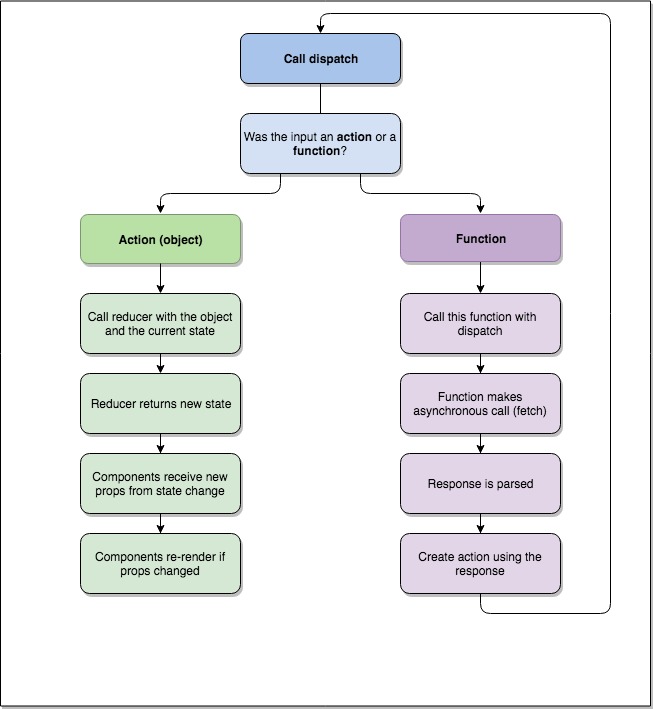 Call dispatch
Was the input an action or a
function?
Action (object)
Function
Call reducer with the object
and the current state
Call this function with
dispatch
Reducer returns new state
Function makes
asynchronous call (fetch)
Components receive new
props from state change
Response is parsed
Components re-render if
props changed
Create action using the
response